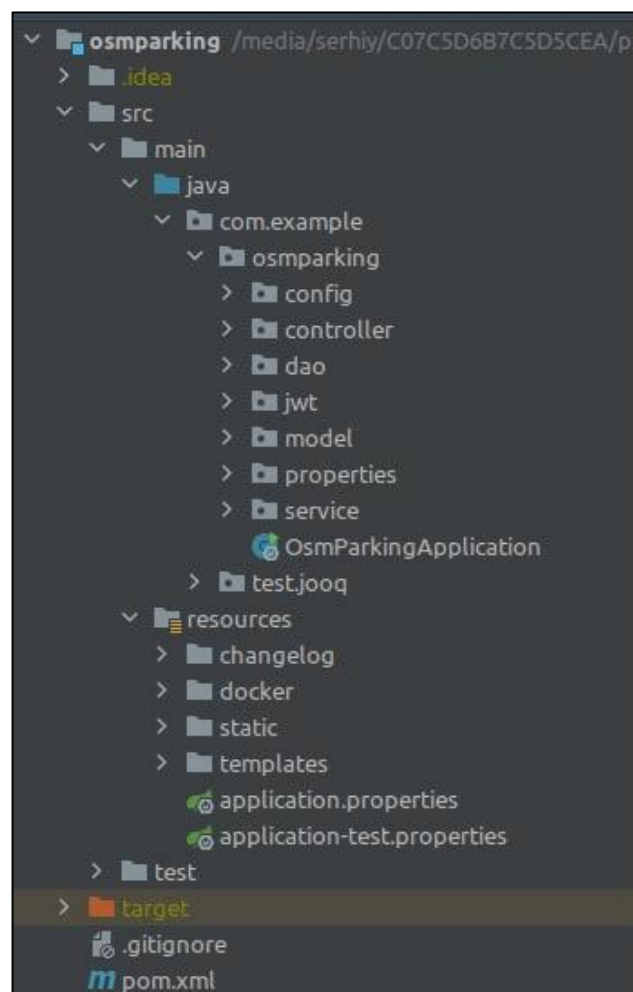 osmparking /media/serhiy/C07C5D6B7C5D5CEA/p
.idea
src
main
java
com.example
osmparking
config
controller
dao
jwt
model
properties
service
OsmParkingApplication
test.jooq
resources
changelog
docker
static
templates
application.properties
application-test.properties
test
target
.gitignore
pom.xml